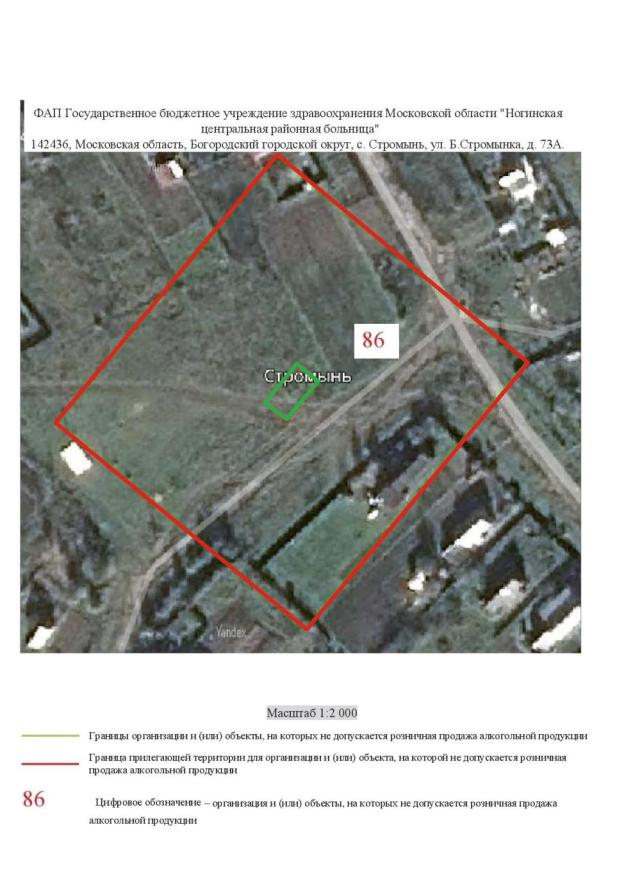 ФАП Государственное бюджетное учреждение здравоохранения Московской области "Ногинская
центральная районная больница"
142436, Московская область, Богородский городской округ, с. Стромынь, ул. Б.Стромынка, д. 73А.
86
Стромынь
Yandex
Масштаб 1:2 000
Границы организации и (или) объекты, на которых не допускается розничная продажа алкогольной продукции
Граница прилегающей территории для организации и (или) объекта, на которой не допускается розничная
продажа алкогольной продукции
86 Цифровое обозначение – организация и (или) объекты, на которых не допускается розничная продажа
алкогольной продукции